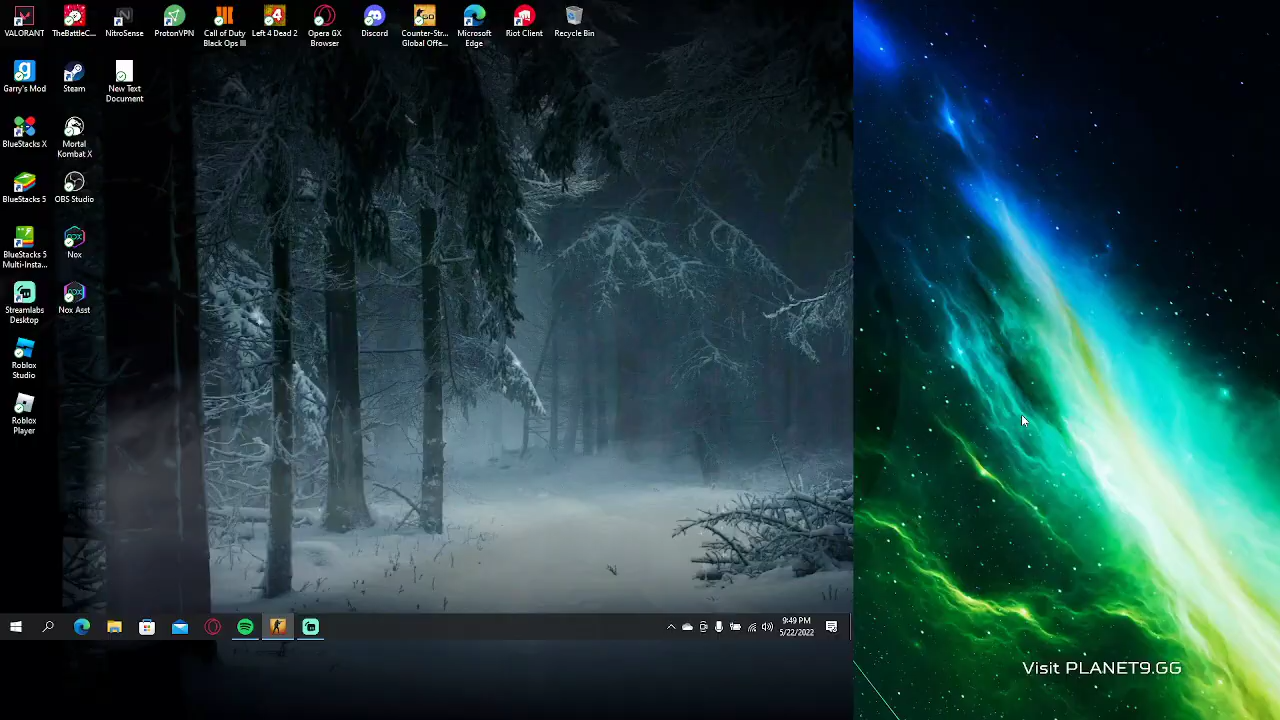 VALORANT
TheBattleC...
NitroSense
ProtonVPN
Call of Duty
Black Ops III
Left 4 Dead 2
Opera GX
Browser
Discord
Counter-Str...
Global Offe...
Microsoft
Edge
Riot Client
Recycle Bin
Garry's Mod
Steam
New Text
Document
BlueStacks X
Mortal
Kombat X
BlueStacks 5
OBS Studio
BlueStacks 5
Multi-Insta...
Nox
Streamlabs
Desktop
Nox Asst
Roblox
Studio
Roblox
Player
9:49 PM
5/22/2022
Visit PLANET9.GG